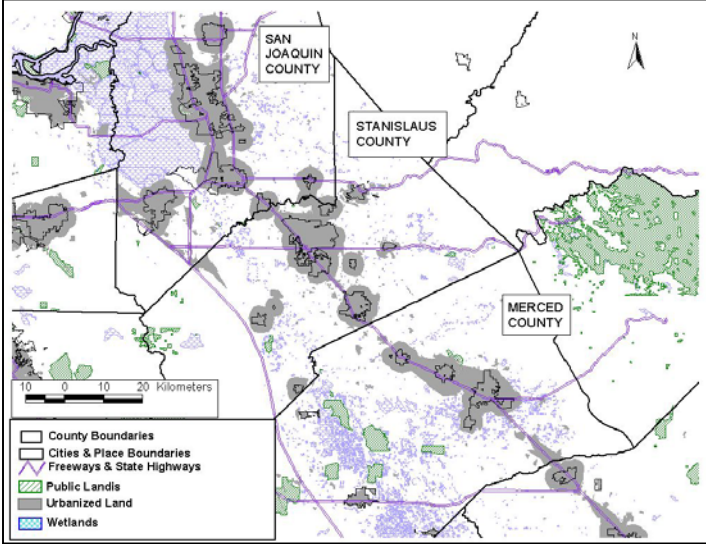 SAN
JOAQUIN
COUNTY
N
STANISLAUS
COUNTY
MERCED
COUNTY
10 0 10 20 Kilometers
County Boundaries
Cities & Place Boundaries
Freeways & State Highways
Public Landis
Urbanized Land
Wetlands